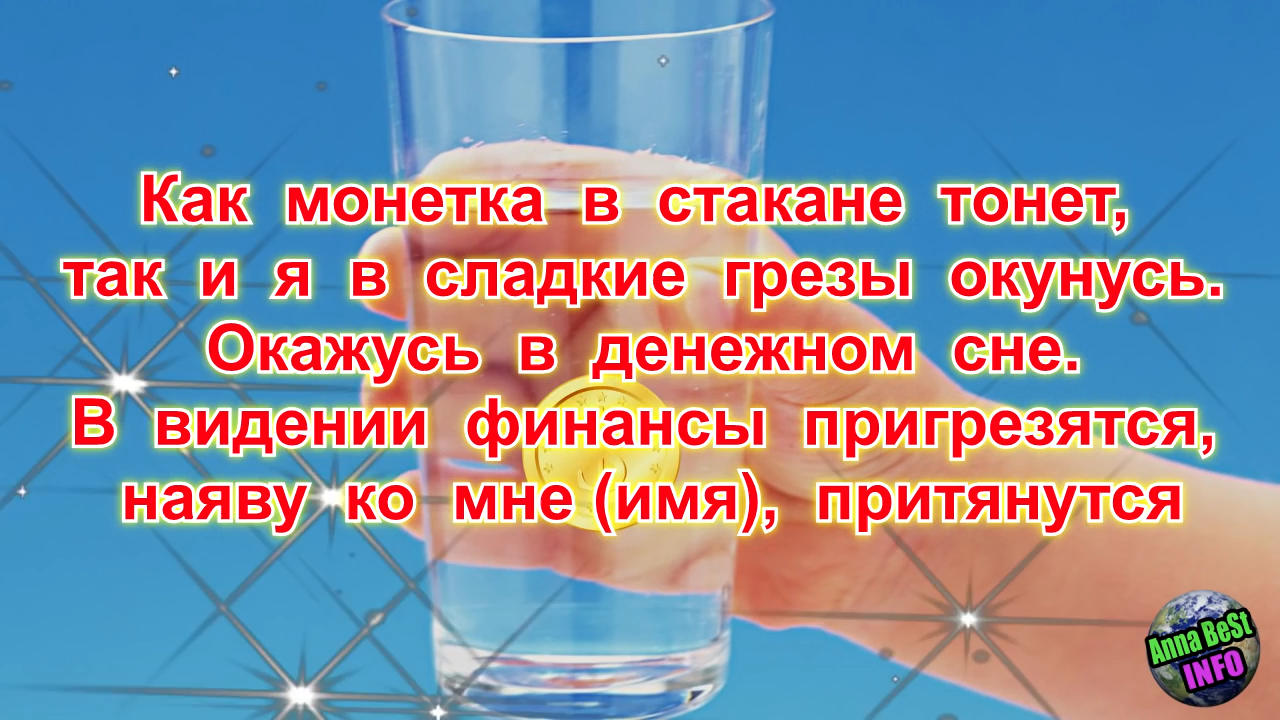 Как монетка в стакане тонет,
так и я в сладкие грезы окунусь.
Окажусь в денежном сне.
В видении финансы пригрезятся,
наяву ко мне (имя), притянутся
Anna BeSt
INFO